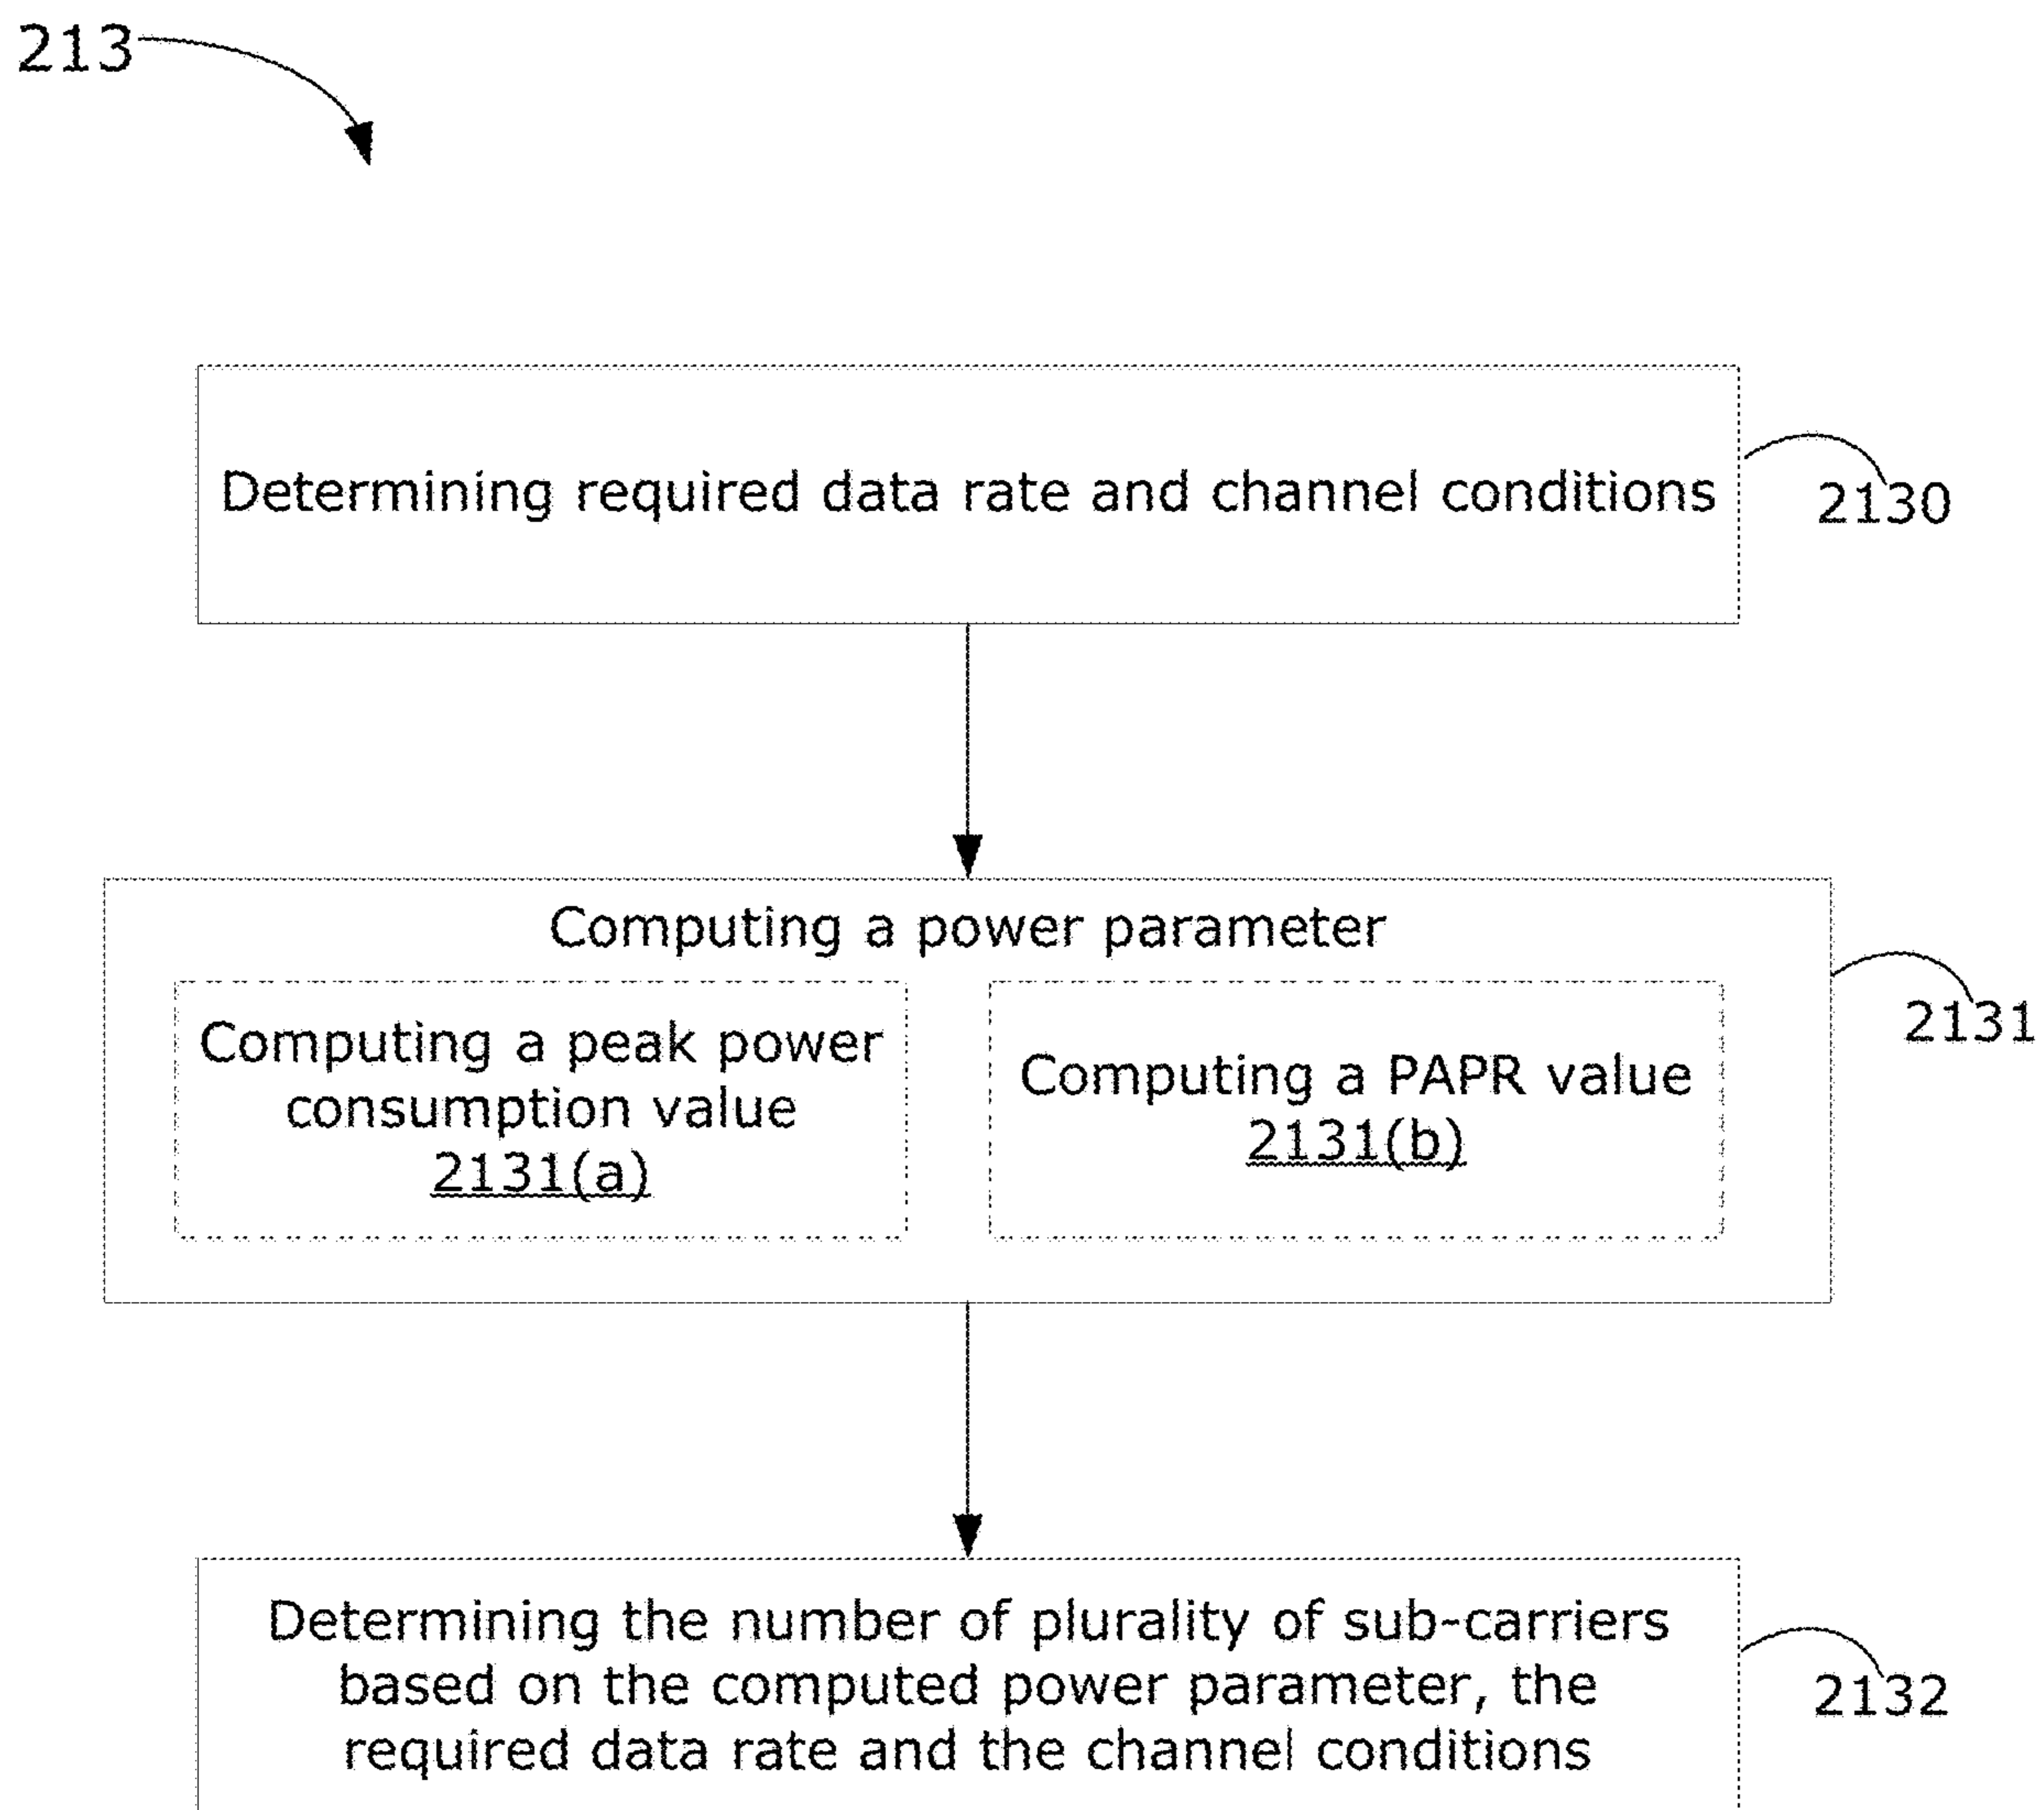 213
Determining required data rate and channel conditions
2130
Computing a power parameter
2131
Computing a peak power
consumption value
2131(a)
Computing a PAPR value
2131(b)
Determining the number of plurality of sub-carriers
based on the computed power parameter, the
required data rate and the channel conditions
2132